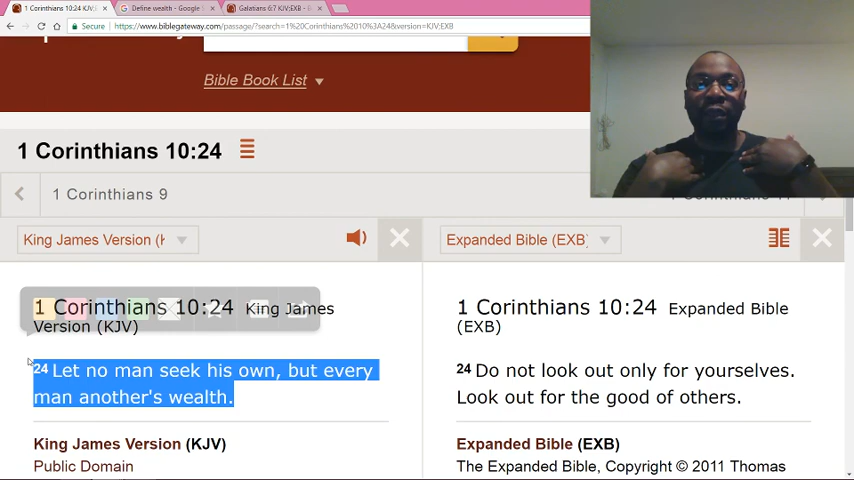 1 Corinthians 10:24 KJV;
Define wealth - Google
Galatians 6:7 KJV;EXB - B
Secure
https://www.biblegateway.com/passage/?search=1%20Corinthians%2010%3A24&version=KJV;EXB
Bible Book List
1 Corinthians 10:24
1 Corinthians 9
King James Version (
Expanded Bible (EXB)
1 Corinthians 10:24 King James
Version (KJV)
24 Let no man seek his own, but every
man another's wealth.
King James Version (KJV)
Public Domain
1 Corinthians 10:24 Expanded Bible
(EXB)
24 Do not look out only for yourselves.
Look out for the good of others.
Expanded Bible (EXB)
The Expanded Bible, Copyright © 2011 Thomas